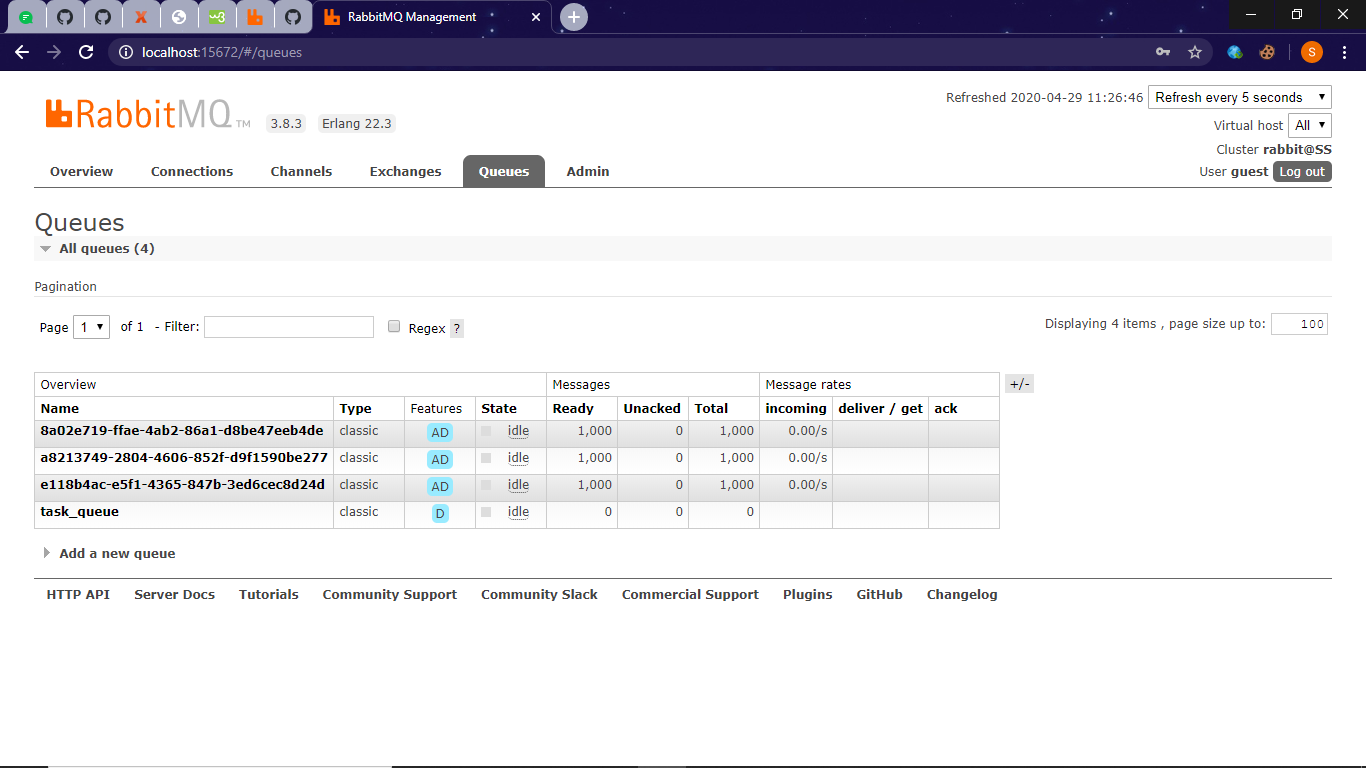 RabbitMQ Management
localhost:15672/#/queues
S
Refreshed 2020-04-29 11:26:46 Refresh every 5 seconds
RabbitMQ TM 3.8.3 Erlang 22.3
Virtual host All
Cluster rabbit@SS
User guest Log out
Overview Connections Channels Exchanges Queues Admin
Queues
All queues (4)
Pagination
Page 1 of 1 - Filter: Regex ? Displaying 4 items , page size up to: 100
Overview Messages Message rates +/-
Name Type Features State Ready Unacked Total incoming deliver / get ack
8a02e719-ffae-4ab2-86a1-d8be47eeb4de classic AD idle 1,000 0 1,000 0.00/s
a8213749-2804-4606-852f-d9f1590be277 classic AD idle 1,000 0 1,000 0.00/s
e118b4ac-e5f1-4365-847b-3ed6cec8d24d classic AD idle 1,000 0 1,000 0.00/s
task_queue classic D idle 0 0 0
Add a new queue
HTTP API Server Docs Tutorials Community Support Community Slack Commercial Support Plugins GitHub Changelog